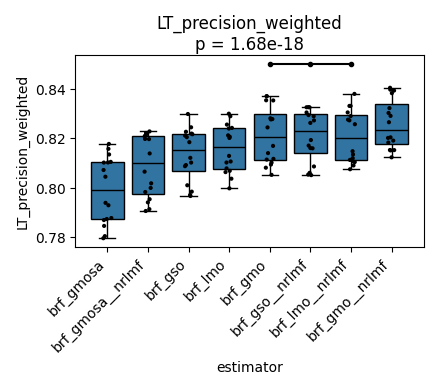 LT_precision_weighted
p = 1.68e-18
LT_precision_weighted
0.84
0.82
0.80
0.78
brf_gmosa
brf_gmosa__nrlmf
brf_gso
brf_lmo
brf_gmo
brf_gso__nrlmf
brf_lmo__nrlmf
brf_gmo__nrlmf
estimator